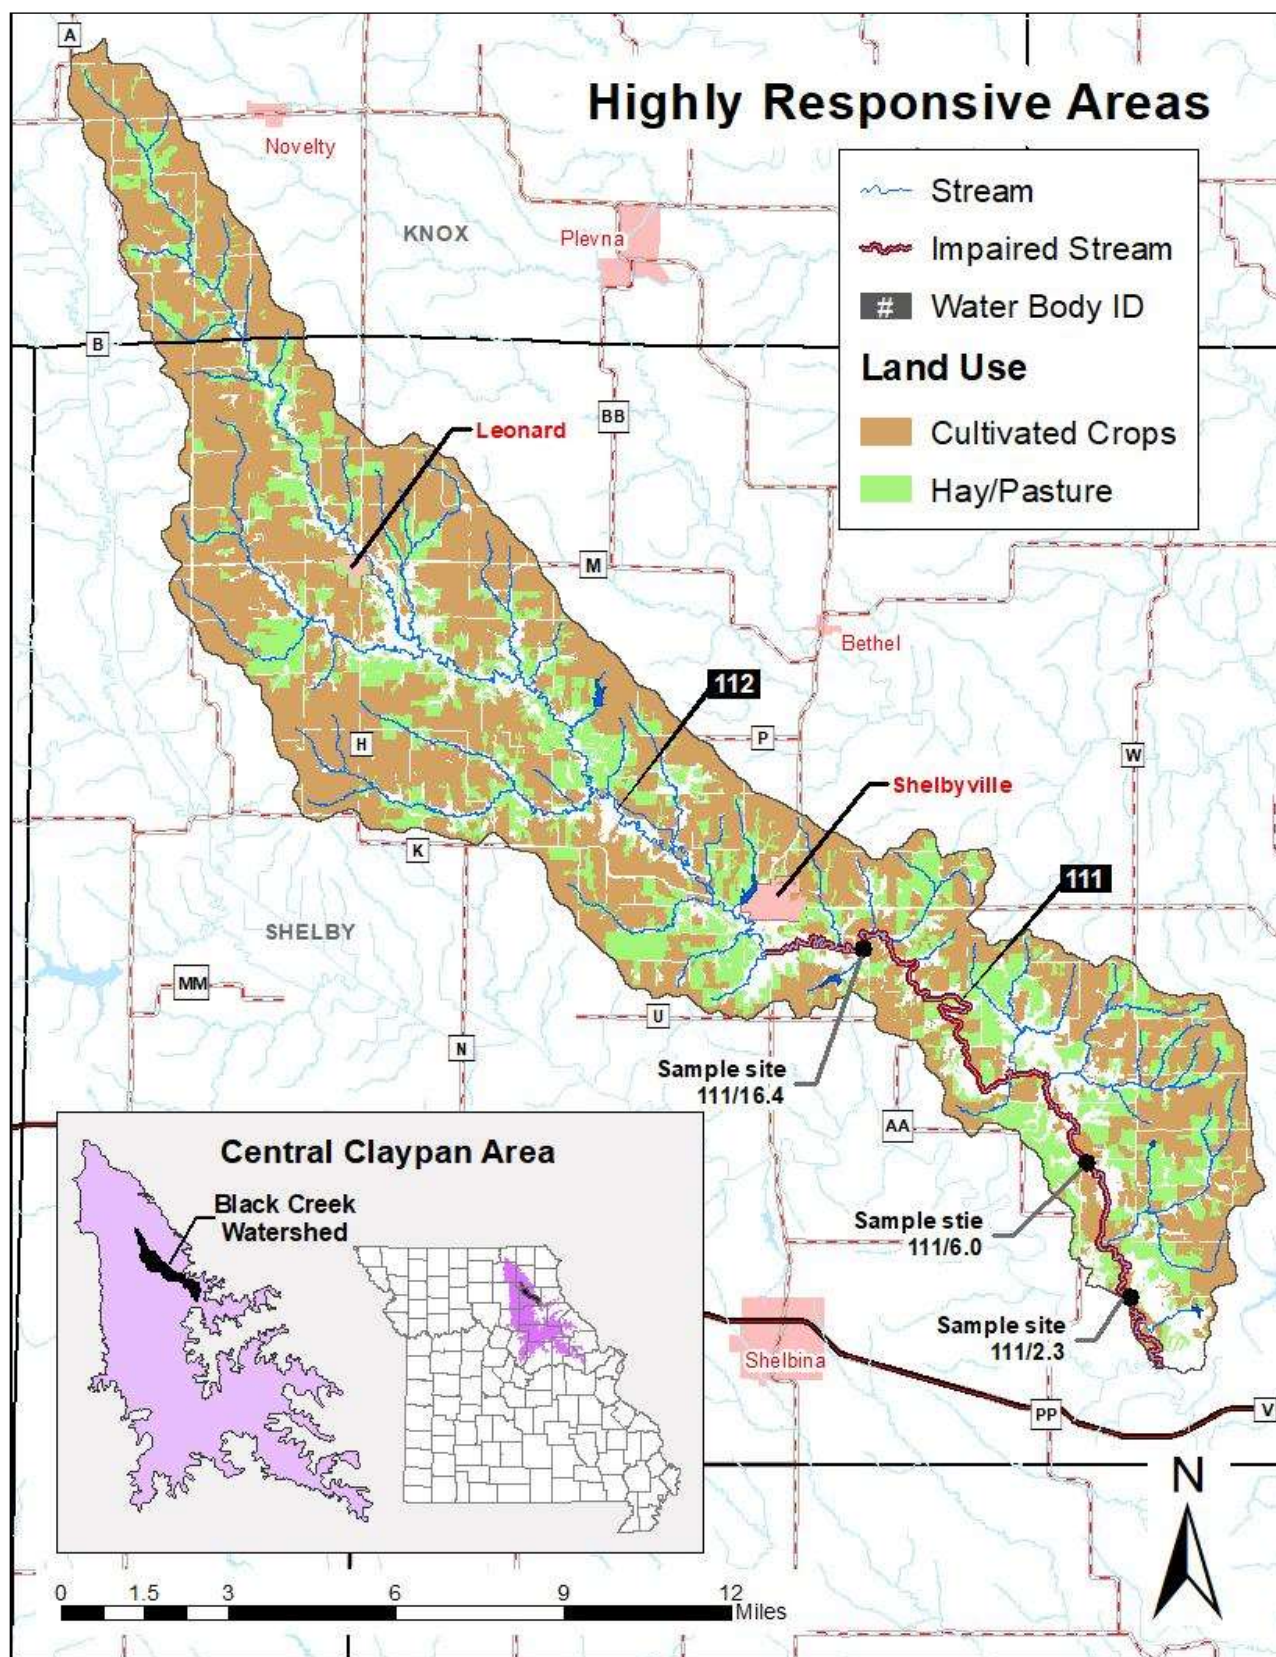 A
Highly Responsive Areas
Novelty
Stream
KNOX
Plevna
Impaired Stream
# Water Body ID
B
Land Use
BB
Leonard
Cultivated Crops
Hay/Pasture
M
Bethel
112
P
H
W
Shelbyville
K
111
SHELBY
MM
U
N
Sample site
111/16.4
AA
Central Claypan Area
Black Creek
Watershed
Sample stie
111/6.0
Sample site
111/2.3
Shelbina
PP
V
N
0 1.5 3 6 9 12
Miles